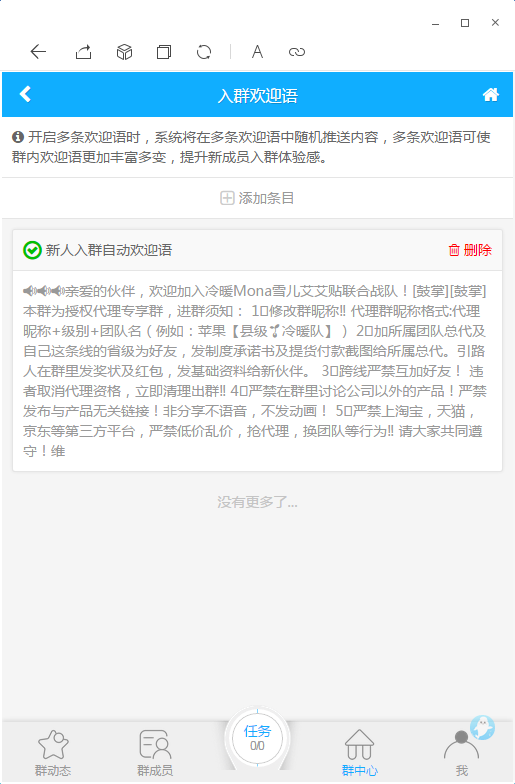 入群欢迎语
开启多条欢迎语时，系统将在多条欢迎语中随机推送内容，多条欢迎语可使
群内欢迎语更加丰富多变，提升新成员入群体验感。
添加条目
新人入群自动欢迎语
删除
🔊🔊🔊亲爱的伙伴，欢迎加入冷暖Mona雪儿艾艾贴联合战队！[鼓掌][鼓掌]
本群为授权代理专享群，进群须知： 1▯修改群昵称‼ 代理群昵称格式:代理
昵称+级别+团队名（例如：苹果【县级🌱冷暖队】） 2▯加所属团队总代及
自己这条线的省级为好友，发制度承诺书及提货付款截图给所属总代。引路
人在群里发奖状及红包，发基础资料给新伙伴。 3▯跨线严禁互加好友！ 违
者取消代理资格，立即清理出群‼ 4▯严禁在群里讨论公司以外的产品！严禁
发布与产品无关链接！非分享不语音，不发动画！ 5▯严禁上淘宝，天猫，
京东等第三方平台，严禁低价乱价，抢代理，换团队等行为‼ 请大家共同遵
守！维
没有更多了...
任务
0/0
群动态
群成员
群中心
我